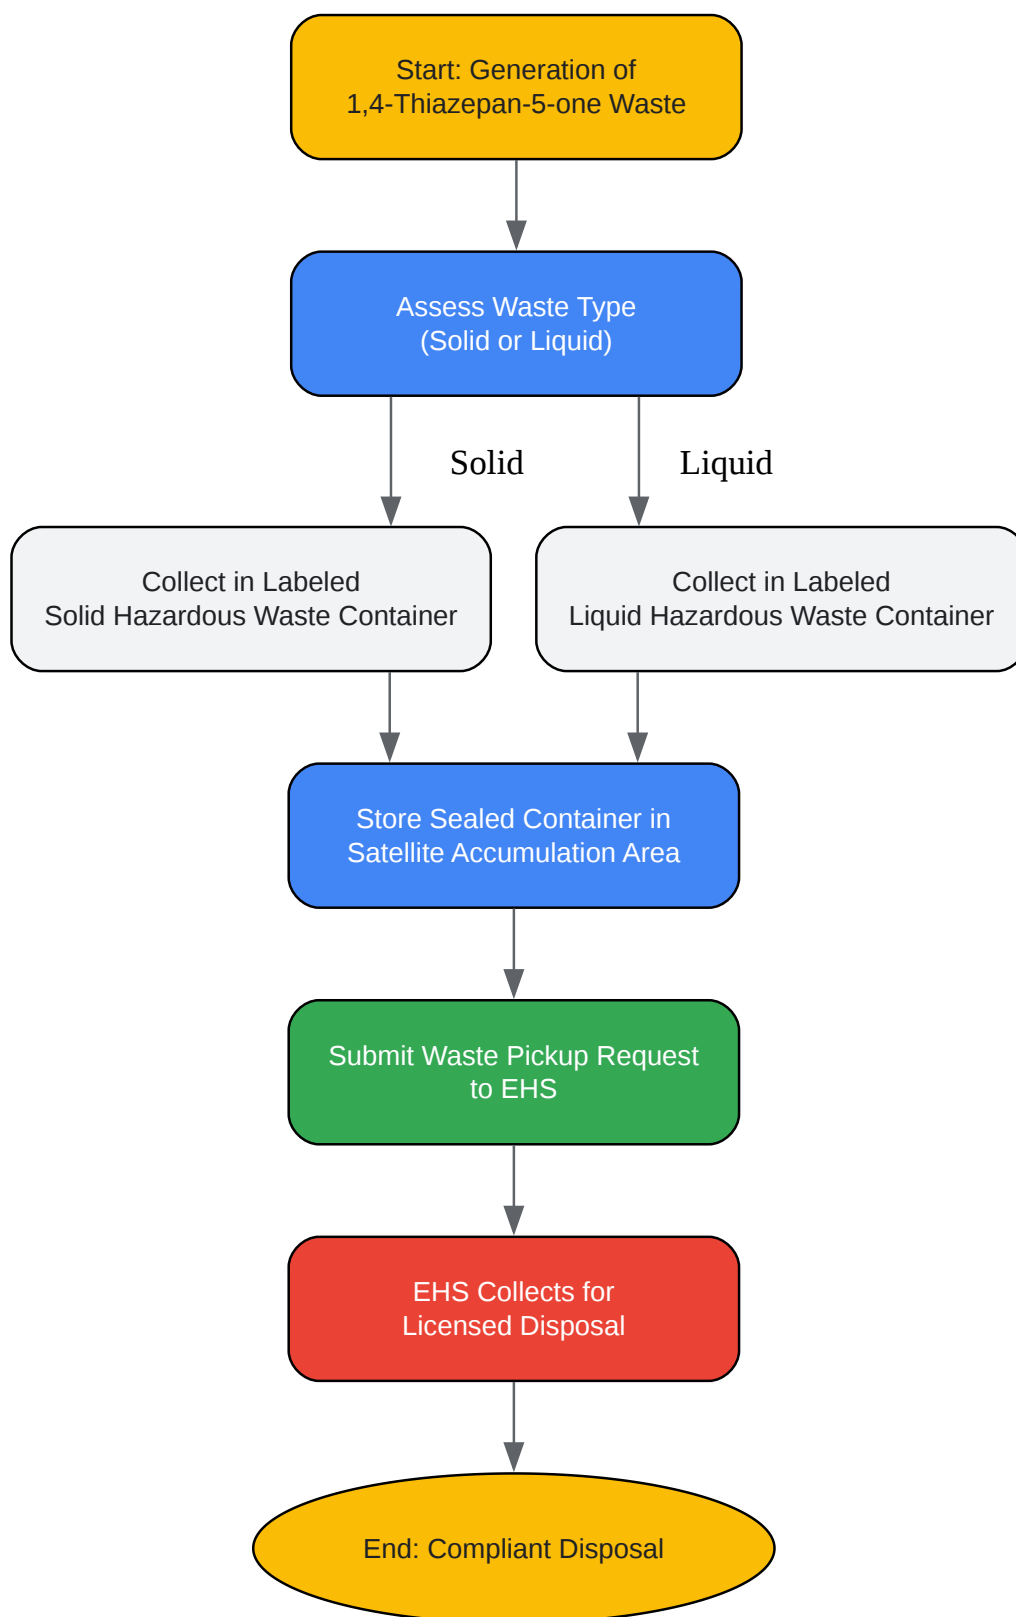 Start: Generation of
1,4-Thiazepan-5-one Waste
Assess Waste Type
(Solid or Liquid)
Solid
Liquid
Collect in Labeled
Solid Hazardous Waste Container
Collect in Labeled
Liquid Hazardous Waste Container
Store Sealed Container in
Satellite Accumulation Area
Submit Waste Pickup Request
to EHS
EHS Collects for
Licensed Disposal
End: Compliant Disposal